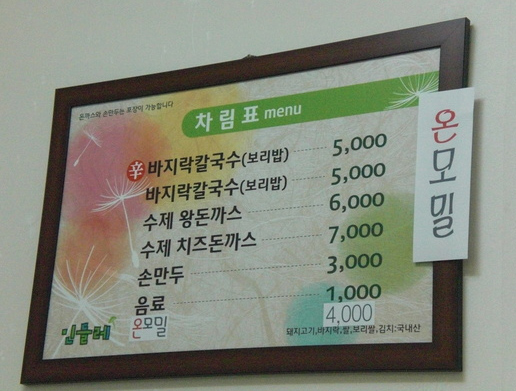 돈까스와 손만두는 포장이 가능합니다
차림표 menu
辛 바지락칼국수(보리밥) 5,000
바지락칼국수(보리밥) 5,000
수제 왕돈까스 6,000
수제 치즈돈까스 7,000
손만두 3,000
음료 1,000
온모밀 4,000
민들레
돼지고기,바지락,쌀,보리쌀,김치:국내산
온모밀